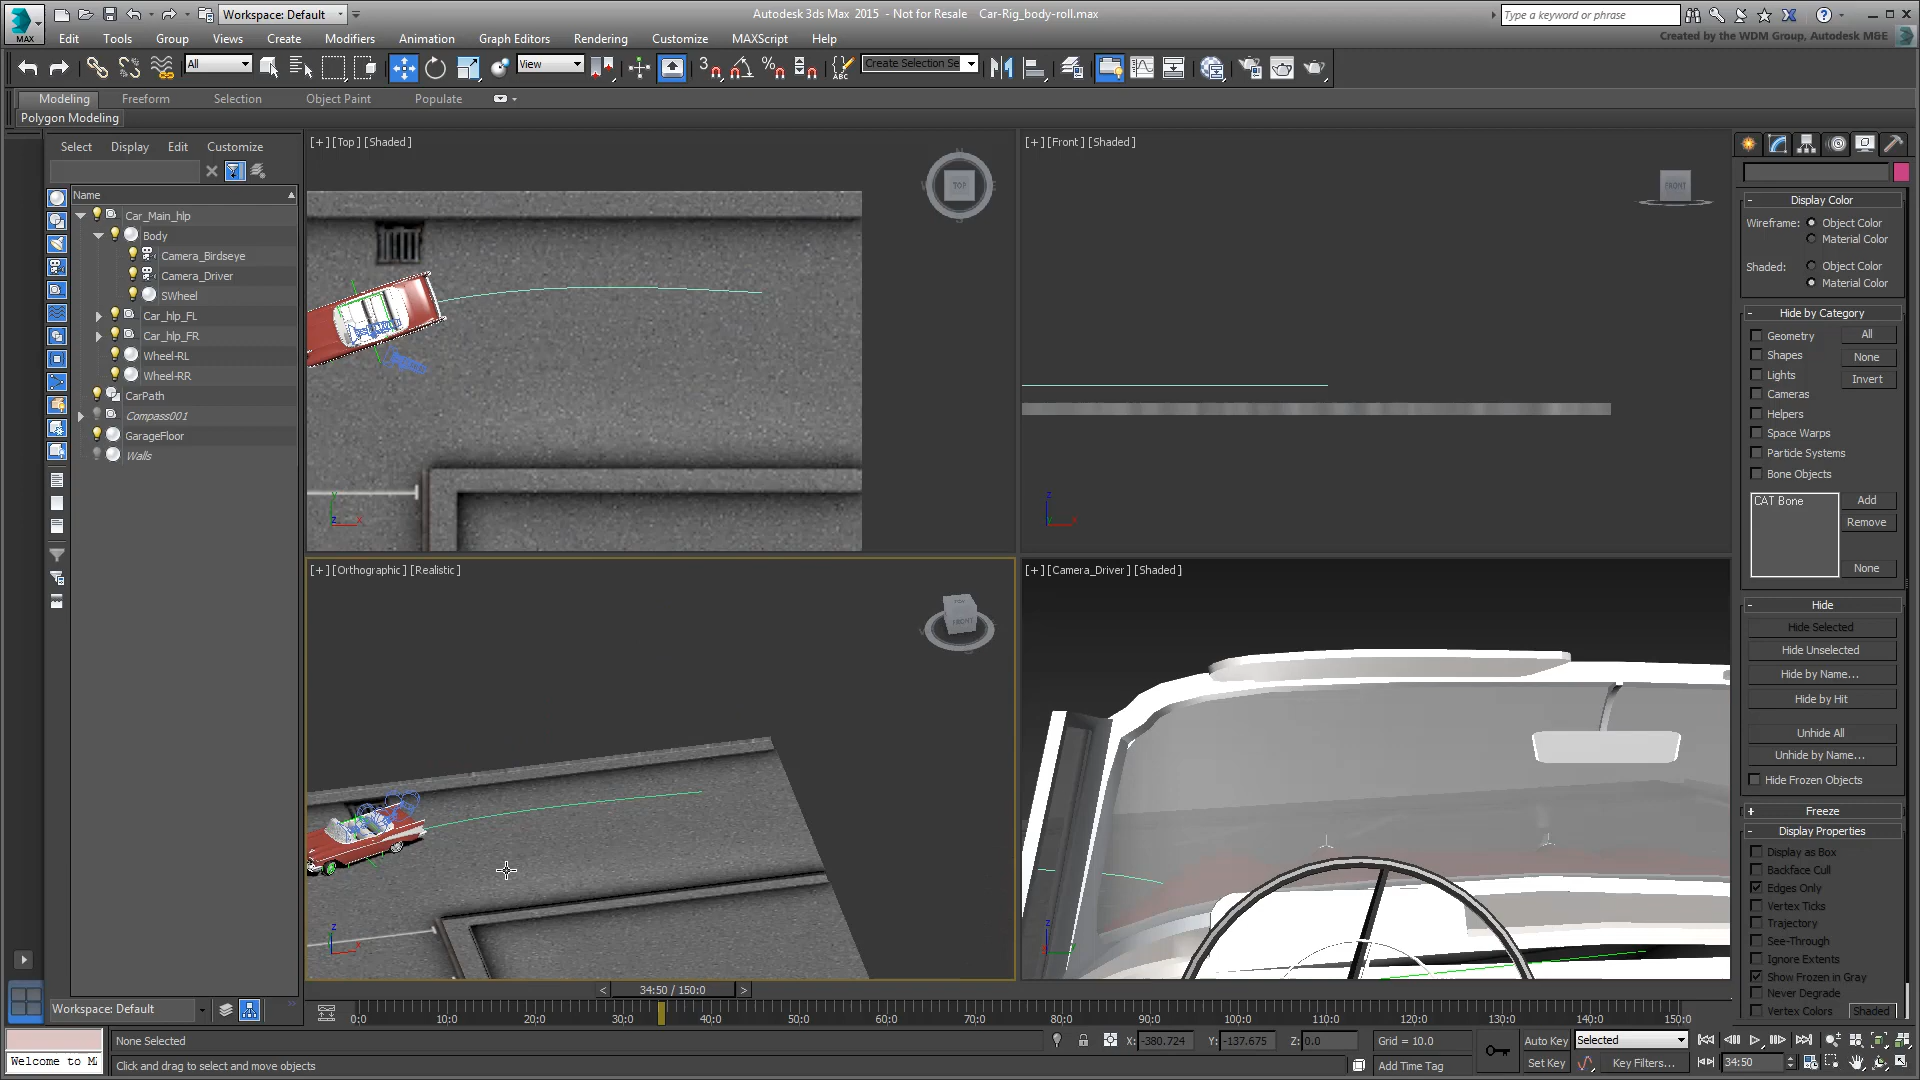 Workspace: Default
Autodesk 3ds Max 2015 - Not for Resale Car-Rig_body-roll.max
Type a keyword or phrase
MAX
Edit Tools Group Views Create Modifiers Animation Graph Editors Rendering Customize MAXScript Help
Created by the WDM Group, Autodesk M&E
All
View
3
ABC
Create Selection Se
Modeling Freeform Selection Object Paint Populate
Polygon Modeling
Select Display Edit Customize
Name
Car_Main_hlp
Body
Camera_Birdseye
Camera_Driver
SWheel
Car_hlp_FL
Car_hlp_FR
Wheel-RL
Wheel-RR
CarPath
Compass001
GarageFloor
Walls
[+] [Top] [Shaded]
TOP
[+] [Front] [Shaded]
FRONT
[+] [Orthographic] [Realistic]
FRONT
[+] [Camera_Driver] [Shaded]
Display Color
Wireframe: Object Color
Material Color
Shaded: Object Color
Material Color
Hide by Category
Geometry All
Shapes None
Lights Invert
Cameras
Helpers
Space Warps
Particle Systems
Bone Objects
CAT Bone Add
Remove
None
Hide
Hide Selected
Hide Unselected
Hide by Name...
Hide by Hit
Unhide All
Unhide by Name...
Hide Frozen Objects
Freeze
Display Properties
Display as Box
Backface Cull
Edges Only
Vertex Ticks
Trajectory
See-Through
Ignore Extents
Show Frozen in Gray
Never Degrade
Vertex Colors Shaded
Workspace: Default
< 34:50 / 150:0 >
0:0 10:0 20:0 30:0 40:0 50:0 60:0 70:0 80:0 90:0 100:0 110:0 120:0 130:0 140:0 150:0
None Selected
X: -380.724 Y: -137.675 Z: 0.0 Grid = 10.0
Auto Key Selected
Welcome to M
Click and drag to select and move objects
Add Time Tag
Set Key Key Filters... 34:50